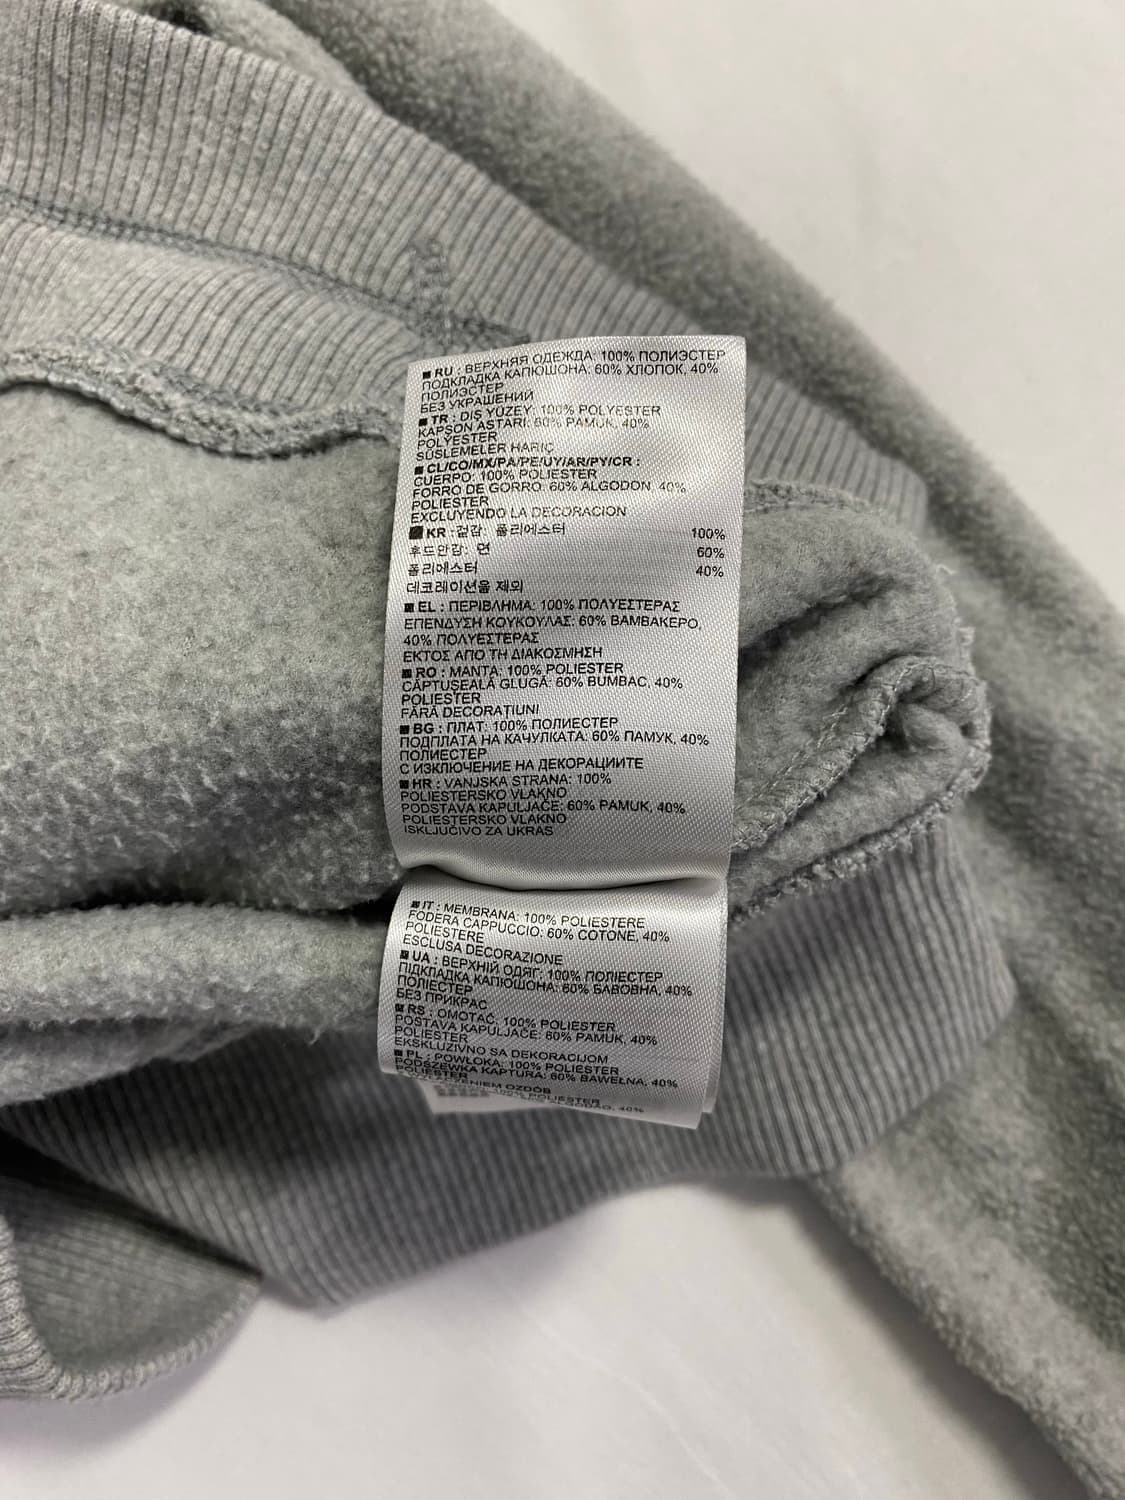 RU : ВЕРХНЯЯ ОДЕЖДА: 100% ПОЛИЭСТЕР
ПОДКЛАДКА КАПЮШОНА: 60% ХЛОПОК, 40%
ПОЛИЭСТЕР
БЕЗ УКРАШЕНИЙ
TR : DIŞ YÜZEY: 100% POLYESTER
KAPŞON ASTARI: 60% PAMUK, 40%
POLYESTER
SÜSLEMELER HARİÇ
CL/CO/MX/PA/PE/UY/AR/PY/CR :
CUERPO: 100% POLIESTER
FORRO DE GORRO: 60% ALGODON, 40%
POLIESTER
EXCLUYENDO LA DECORACION
KR : 겉감: 폴리에스터 100%
후드안감: 면 60%
폴리에스터 40%
데코레이션을 제외
EL : ΠΕΡΙΒΛΗΜΑ: 100% ΠΟΛΥΕΣΤΕΡΑΣ
ΕΠΕΝΔΥΣΗ ΚΟΥΚΟΥΛΑΣ: 60% ΒΑΜΒΑΚΕΡΟ,
40% ΠΟΛΥΕΣΤΕΡΑΣ
ΕΚΤΟΣ ΑΠΟ ΤΗ ΔΙΑΚΟΣΜΗΣΗ
RO : MANTA: 100% POLIESTER
CĂPTUŞEALĂ GLUGĂ: 60% BUMBAC, 40%
POLIESTER
FĂRĂ DECORAŢIUNI
BG : ПЛАТ: 100% ПОЛИЕСТЕР
ПОДПЛАТА НА КАЧУЛКАТА: 60% ПАМУК, 40%
ПОЛИЕСТЕР
С ИЗКЛЮЧЕНИЕ НА ДЕКОРАЦИИТЕ
HR : VANJSKA STRANA: 100%
POLIESTERSKO VLAKNO
PODSTAVA KAPULJAČE: 60% PAMUK, 40%
POLIESTERSKO VLAKNO
ISKLJUČIVO ZA UKRAS
IT : MEMBRANA: 100% POLIESTERE
FODERA CAPPUCCIO: 60% COTONE, 40%
POLIESTERE
ESCLUSA DECORAZIONE
UA : ВЕРХНІЙ ОДЯГ: 100% ПОЛІЕСТЕР
ПІДКЛАДКА КАПЮШОНА: 60% БАВОВНА, 40%
ПОЛІЕСТЕР
БЕЗ ПРИКРАС
RS : OMOTAČ. 100% POLIESTER
POSTAVA KAPULJAČE: 60% PAMUK, 40%
POLIESTER
EKSKLUZIVNO SA DEKORACIJOM
PL : POWŁOKA: 100% POLIESTER
PODSZEWKA KAPTURA: 60% BAWEŁNA, 40%
POLIESTER
OZDÓB
100% POLIESTER
ALGODÃO, 40%